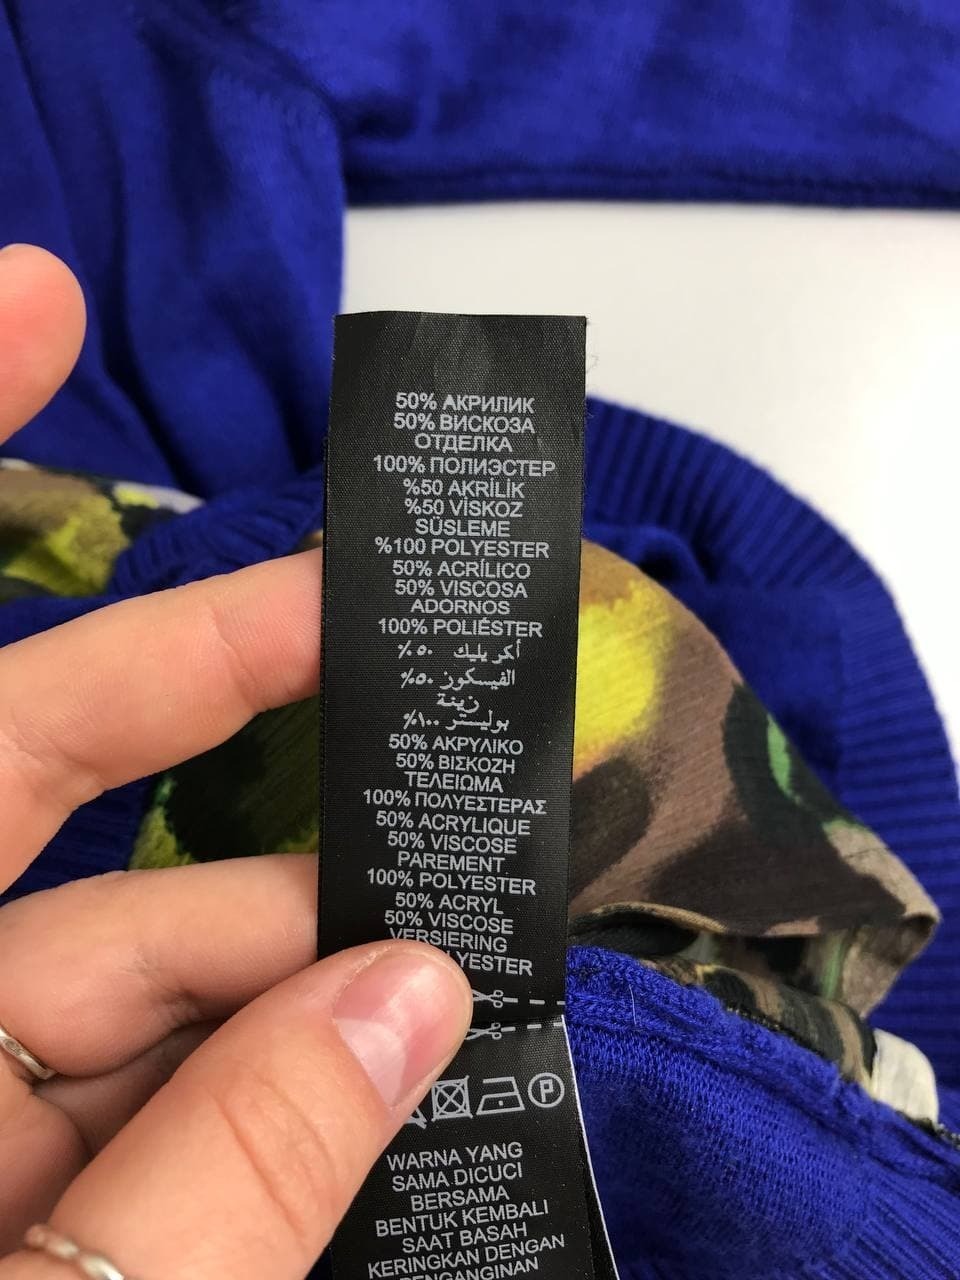 50% АКРИЛИК
50% ВИСКОЗА
ОТДЕЛКА
100% ПОЛИЭСТЕР
%50 AKRİLİK
%50 VİSKOZ
SÜSLEME
%100 POLYESTER
50% ACRÍLICO
50% VISCOSA
ADORNOS
100% POLIÉSTER
أكريليك ٥٠٪
الفيسكوز ٥٠٪
زينة
بوليستر ١٠٠٪
50% ΑΚΡΥΛΙΚΟ
50% ΒΙΣΚΟΖΗ
ΤΕΛΕΙΩΜΑ
100% ΠΟΛΥΕΣΤΕΡΑΣ
50% ACRYLIQUE
50% VISCOSE
PAREMENT
100% POLYESTER
50% ACRYL
50% VISCOSE
VERSIERING
LYESTER
P
WARNA YANG
SAMA DICUCI
BERSAMA
BENTUK KEMBALI
SAAT BASAH
KERINGKAN DENGAN
PENGANGINAN